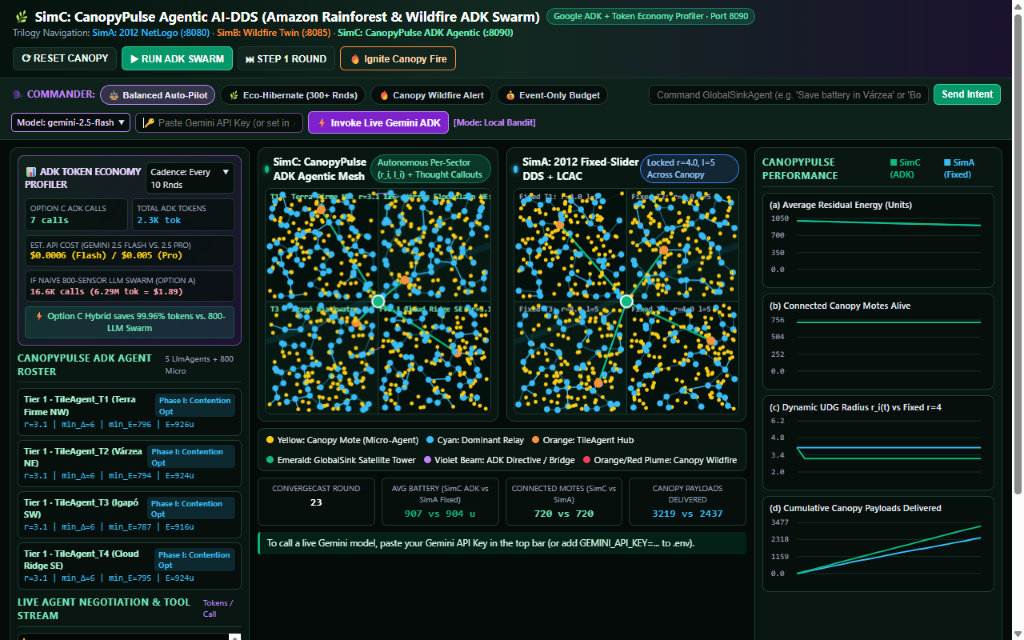 SimC: CanopyPulse Agentic AI-DDS (Amazon Rainforest & Wildfire ADK Swarm)
Google ADK + Token Economy Profiler · Port 8090
Trilogy Navigation: SimA: 2012 NetLogo (:8080) · SimB: Wildfire Twin (:8085) · SimC: CanopyPulse ADK Agentic (:8090)
RESET CANOPY
RUN ADK SWARM
STEP 1 ROUND
Ignite Canopy Fire
COMMANDER:
Balanced Auto-Pilot
Eco-Hibernate (300+ Rnds)
Canopy Wildfire Alert
Event-Only Budget
Command GlobalSinkAgent (e.g. 'Save battery in Várzea' or 'Bo
Send Intent
Model: gemini-2.5-flash
Paste Gemini API Key (or set in .
Invoke Live Gemini ADK
[Mode: Local Bandit]
ADK TOKEN ECONOMY
PROFILER
Cadence: Every
10 Rnds
OPTION C ADK CALLS
7 calls
TOTAL ADK TOKENS
2.3K tok
EST. API COST (GEMINI 2.5 FLASH VS. 2.5 PRO)
$0.0006 (Flash) / $0.005 (Pro)
IF NAIVE 800-SENSOR LLM SWARM (OPTION A)
16.6K calls (6.29M tok = $1.89)
Option C Hybrid saves 99.96% tokens vs. 800-
LLM Swarm
CANOPYPULSE ADK AGENT
ROSTER
5 LlmAgents + 800
Micro
Tier 1 - TileAgent_T1 (Terra
Firme NW)
Phase I: Contention
Opt
r=3.1 | min_Δ=6 | min_E=796 | E=926u
Tier 1 - TileAgent_T2 (Várzea
NE)
Phase I: Contention
Opt
r=3.1 | min_Δ=6 | min_E=794 | E=924u
Tier 1 - TileAgent_T3 (Igapó
SW)
Phase I: Contention
Opt
r=3.1 | min_Δ=6 | min_E=787 | E=916u
Tier 1 - TileAgent_T4 (Cloud
Ridge SE)
Phase I: Contention
Opt
r=3.1 | min_Δ=6 | min_E=795 | E=924u
LIVE AGENT NEGOTIATION & TOOL
STREAM
Tokens /
Call
SimC: CanopyPulse
ADK Agentic Mesh
Autonomous Per-Sector
(r_i, l_i) + Thought Callouts
SimA: 2012 Fixed-Slider
DDS + LCAC
Locked r=4.0, l=5
Across Canopy
Yellow: Canopy Mote (Micro-Agent)
Cyan: Dominant Relay
Orange: TileAgent Hub
Emerald: GlobalSink Satellite Tower
Violet Beam: ADK Directive / Bridge
Orange/Red Plume: Canopy Wildfire
CONVERGECAST ROUND
23
AVG BATTERY (SIMC ADK VS
SIMA FIXED)
907 vs 904 u
CONNECTED MOTES (SIMC VS
SIMA)
720 vs 720
CANOPY PAYLOADS
DELIVERED
3219 vs 2437
To call a live Gemini model, paste your Gemini API Key in the top bar (or add GEMINI_API_KEY=... to .env).
CANOPYPULSE
PERFORMANCE
SimC
(ADK)
SimA
(Fixed)
(a) Average Residual Energy (Units)
1050
700
350
0.0
(b) Connected Canopy Motes Alive
756
504
252
0.0
(c) Dynamic UDG Radius r_i(t) vs Fixed r=4
6.2
4.8
3.4
2.0
(d) Cumulative Canopy Payloads Delivered
3477
2318
1159
0.0